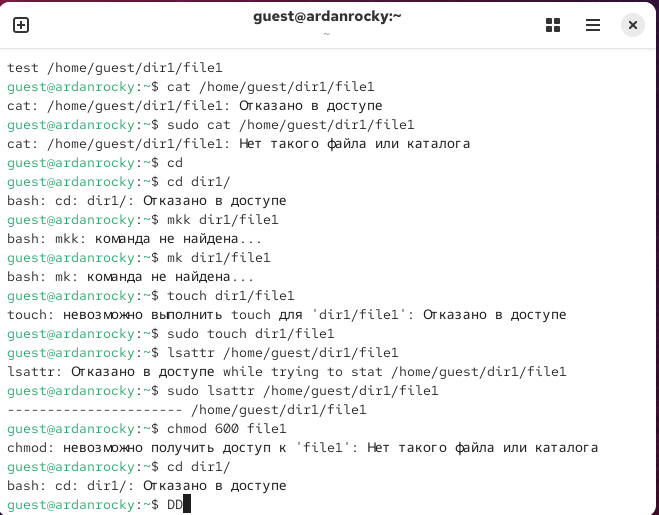 guest@ardanrocky:~
~
test /home/guest/dir1/file1
guest@ardanrocky:~$ cat /home/guest/dir1/file1
cat: /home/guest/dir1/file1: Отказано в доступе
guest@ardanrocky:~$ sudo cat /home/guest/dir1/file1
cat: /home/guest/dir1/file1: Нет такого файла или каталога
guest@ardanrocky:~$ cd
guest@ardanrocky:~$ cd dir1/
bash: cd: dir1/: Отказано в доступе
guest@ardanrocky:~$ mkk dir1/file1
bash: mkk: команда не найдена...
guest@ardanrocky:~$ mk dir1/file1
bash: mk: команда не найдена...
guest@ardanrocky:~$ touch dir1/file1
touch: невозможно выполнить touch для 'dir1/file1': Отказано в доступе
guest@ardanrocky:~$ sudo touch dir1/file1
guest@ardanrocky:~$ lsattr /home/guest/dir1/file1
lsattr: Отказано в доступе while trying to stat /home/guest/dir1/file1
guest@ardanrocky:~$ sudo lsattr /home/guest/dir1/file1
---------------------- /home/guest/dir1/file1
guest@ardanrocky:~$ chmod 600 file1
chmod: невозможно получить доступ к 'file1': Нет такого файла или каталога
guest@ardanrocky:~$ cd dir1/
bash: cd: dir1/: Отказано в доступе
guest@ardanrocky:~$ DD